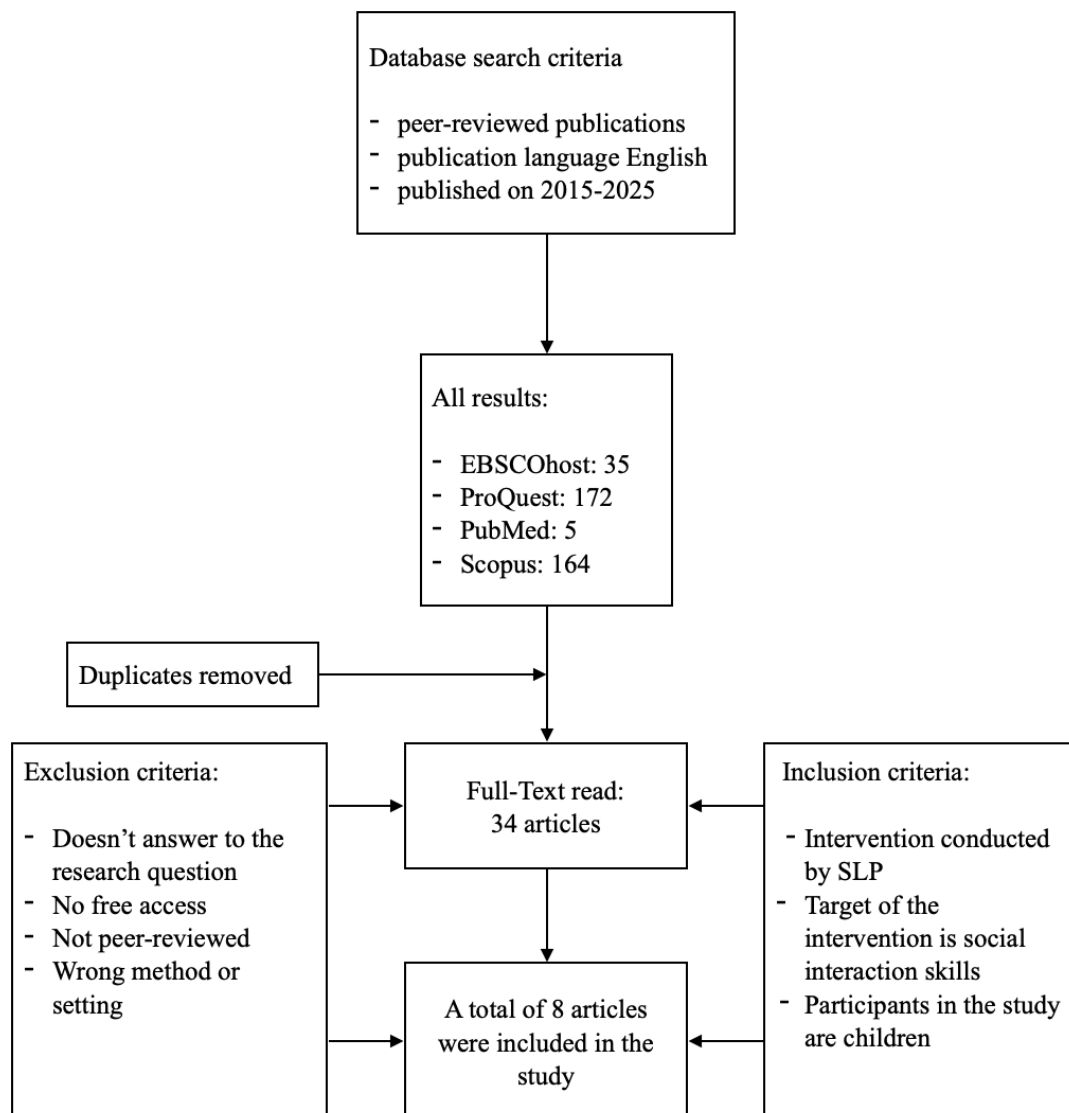 Database search criteria
- peer-reviewed publications
- publication language English
- published on 2015-2025
All results:
- EBSCOhost: 35
- ProQuest: 172
- PubMed: 5
- Scopus: 164
Duplicates removed
Exclusion criteria:
- Doesn’t answer to the
research question
- No free access
- Not peer-reviewed
- Wrong method or
setting
Full-Text read:
34 articles
Inclusion criteria:
- Intervention conducted
by SLP
- Target of the
intervention is social
interaction skills
- Participants in the study
are children
A total of 8 articles
were included in the
study